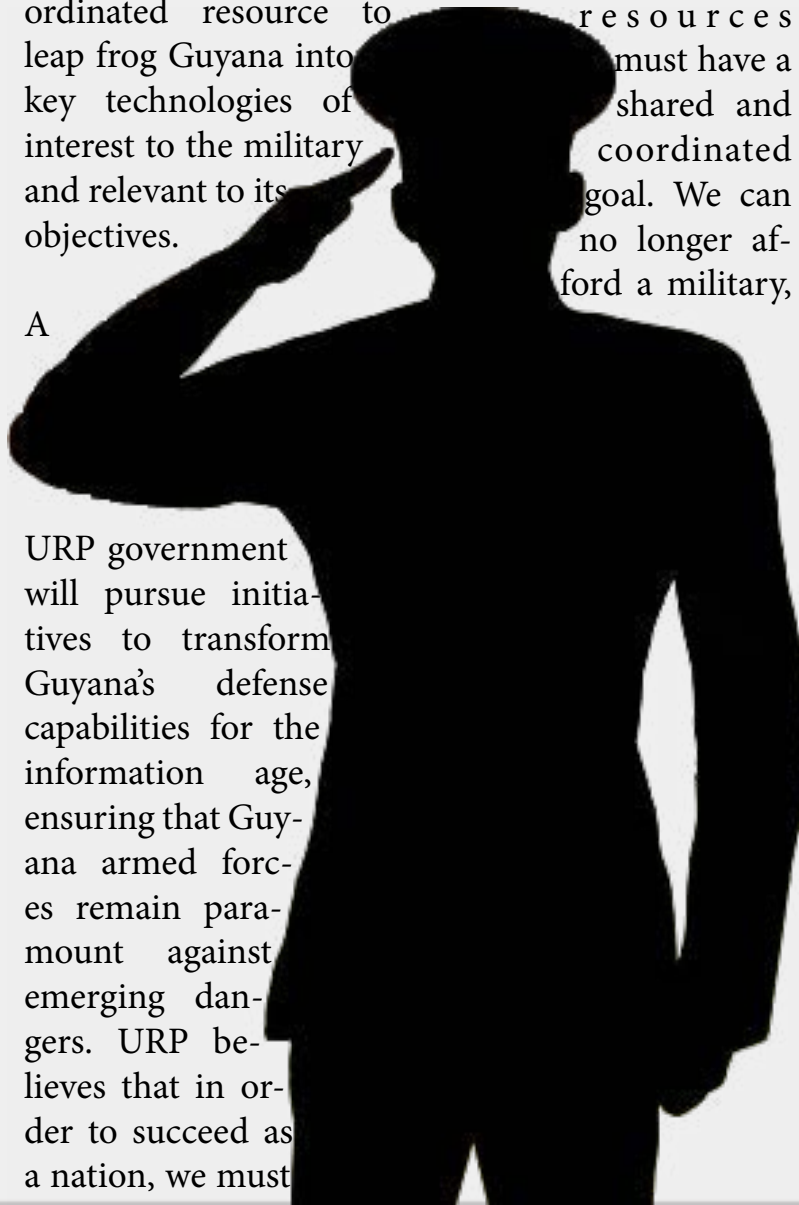 ordinated resource to
leap frog Guyana into
key technologies of
interest to the military
and relevant to its
objectives.
A
URP government
will pursue initia-
tives to transform
Guyana's defense
capabilities for the
information age,
ensuring that Guy-
ana armed forc-
es remain para-
mount against
emerging dan-
gers. URP be-
lieves that in or-
der to succeed as
a nation, we must
resources
must have a
shared and
coordinated
goal. We can
no longer af-
ford a military,